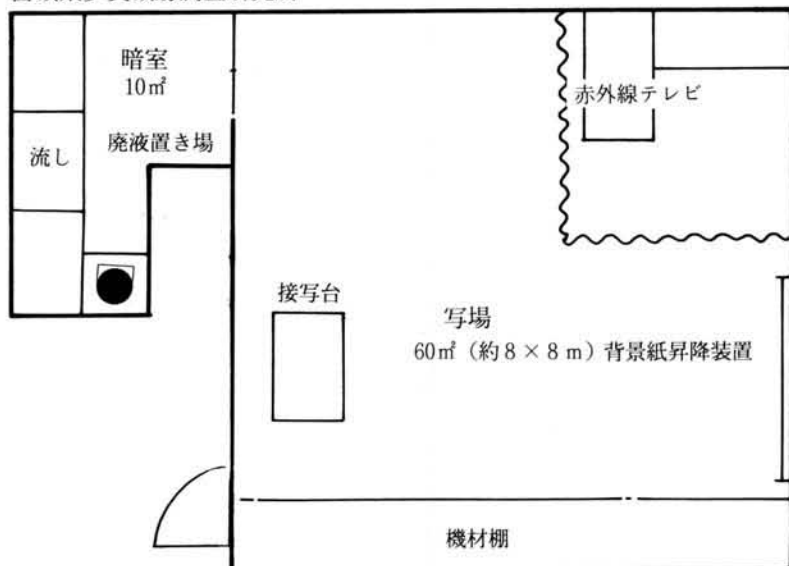 暗室
10㎡
赤外線テレビ
廃液置き場
流し
接写台
写場
60㎡（約8×8m）背景紙昇降装置
機材棚